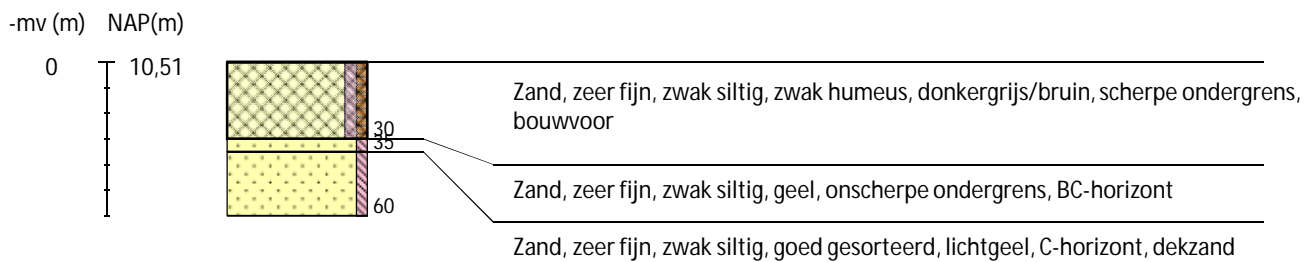 -mv (m) NAP(m)
0 10,51
Zand, zeer fijn, zwak siltig, zwak humeus, donkergrijs/bruin, scherpe ondergrens,
bouwvoor
30
35
Zand, zeer fijn, zwak siltig, geel, onscherpe ondergrens, BC-horizont
60
Zand, zeer fijn, zwak siltig, goed gesorteerd, lichtgeel, C-horizont, dekzand